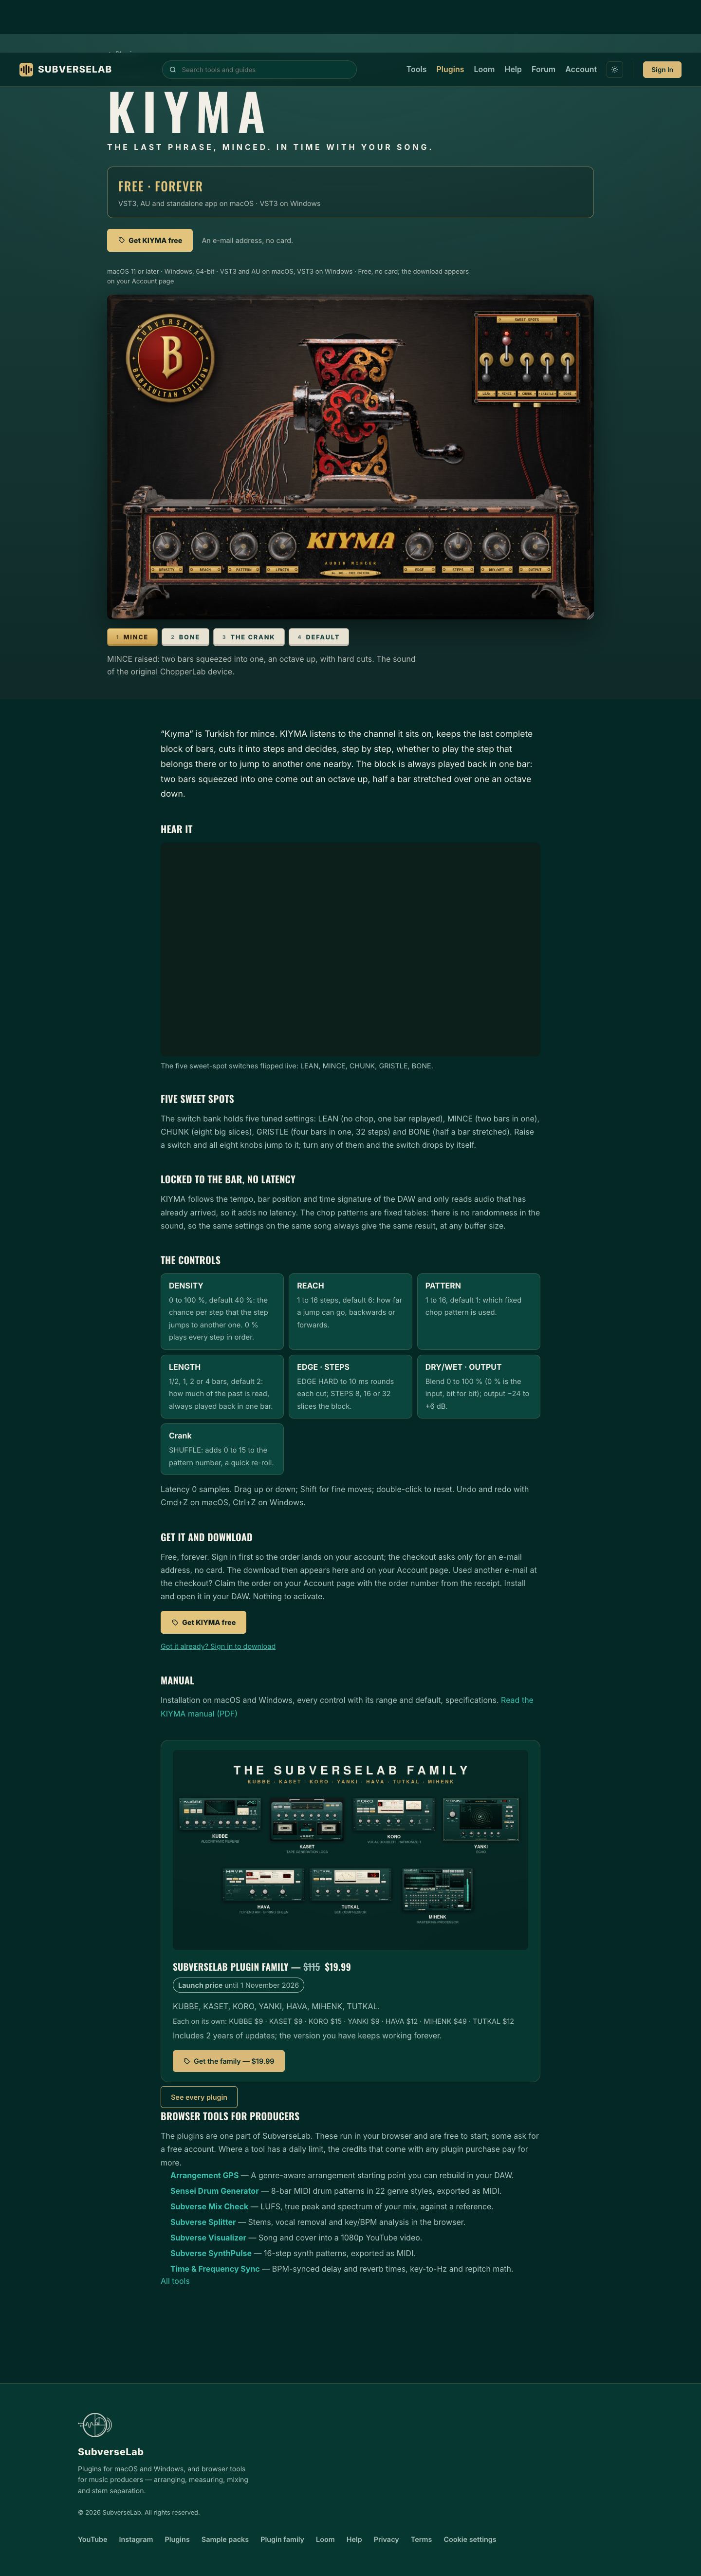 SUBVERSELAB
Search tools and guides
Tools
Plugins
Loom
Help
Forum
Account
Sign In
KIYMA
THE LAST PHRASE, MINCED. IN TIME WITH YOUR SONG.
FREE · FOREVER
VST3, AU and standalone app on macOS · VST3 on Windows
Get KIYMA free
An e-mail address, no card.
macOS 11 or later · Windows, 64-bit · VST3 and AU on macOS, VST3 on Windows · Free, no card; the download appears
on your Account page
SUBVERSELAB
B
BARASULTAN EDITION
SWEET SPOTS
LEAN
MINCE
CHUNK
GRISTLE
BONE
KIYMA
AUDIO MINCER
DENSITY
REACH
PATTERN
LENGTH
EDGE
STEPS
DRY/WET
OUTPUT
1 MINCE
2 BONE
3 THE CRANK
4 DEFAULT
MINCE raised: two bars squeezed into one, an octave up, with hard cuts. The sound
of the original ChopperLab device.
“Kıyma” is Turkish for mince. KIYMA listens to the channel it sits on, keeps the last complete
block of bars, cuts it into steps and decides, step by step, whether to play the step that
belongs there or to jump to another one nearby. The block is always played back in one bar:
two bars squeezed into one come out an octave up, half a bar stretched over one an octave
down.
HEAR IT
The five sweet-spot switches flipped live: LEAN, MINCE, CHUNK, GRISTLE, BONE.
FIVE SWEET SPOTS
The switch bank holds five tuned settings: LEAN (no chop, one bar replayed), MINCE (two bars in one),
CHUNK (eight big slices), GRISTLE (four bars in one, 32 steps) and BONE (half a bar stretched). Raise
a switch and all eight knobs jump to it; turn any of them and the switch drops by itself.
LOCKED TO THE BAR, NO LATENCY
KIYMA follows the tempo, bar position and time signature of the DAW and only reads audio that has
already arrived, so it adds no latency. The chop patterns are fixed tables: there is no randomness in the
sound, so the same settings on the same song always give the same result, at any buffer size.
THE CONTROLS
DENSITY
0 to 100 %, default 40 %: the
chance per step that the step
jumps to another one. 0 %
plays every step in order.
REACH
1 to 16 steps, default 6: how far
a jump can go, backwards or
forwards.
PATTERN
1 to 16, default 1: which fixed
chop pattern is used.
LENGTH
1/2, 1, 2 or 4 bars, default 2:
how much of the past is read,
always played back in one bar.
EDGE · STEPS
EDGE HARD to 10 ms rounds
each cut; STEPS 8, 16 or 32
slices the block.
DRY/WET · OUTPUT
Blend 0 to 100 % (0 % is the
input, bit for bit); output −24 to
+6 dB.
Crank
SHUFFLE: adds 0 to 15 to the
pattern number, a quick re-roll.
Latency 0 samples. Drag up or down; Shift for fine moves; double-click to reset. Undo and redo with
Cmd+Z on macOS, Ctrl+Z on Windows.
GET IT AND DOWNLOAD
Free, forever. Sign in first so the order lands on your account; the checkout asks only for an e-mail
address, no card. The download then appears here and on your Account page. Used another e-mail at
the checkout? Claim the order on your Account page with the order number from the receipt. Install
and open it in your DAW. Nothing to activate.
Get KIYMA free
Got it already? Sign in to download
MANUAL
Installation on macOS and Windows, every control with its range and default, specifications. Read the
KIYMA manual (PDF)
THE SUBVERSELAB FAMILY
KUBBE · KASET · KORO · YANKI · HAVA · TUTKAL · MIHENK
KUBBE
KASET
TAPE GENERATION LOSS
KORO
YANKI
HAVA
TUTKAL
BUS COMPRESSOR
MIHENK
MASTERING PROCESSOR
SUBVERSELAB PLUGIN FAMILY — $115 $19.99
Launch price until 1 November 2026
KUBBE, KASET, KORO, YANKI, HAVA, MIHENK, TUTKAL.
Each on its own: KUBBE $9 · KASET $9 · KORO $15 · YANKI $9 · HAVA $12 · MIHENK $49 · TUTKAL $12
Includes 2 years of updates; the version you have keeps working forever.
Get the family — $19.99
See every plugin
BROWSER TOOLS FOR PRODUCERS
The plugins are one part of SubverseLab. These run in your browser and are free to start; some ask for
a free account. Where a tool has a daily limit, the credits that come with any plugin purchase pay for
more.
Arrangement GPS — A genre-aware arrangement starting point you can rebuild in your DAW.
Sensei Drum Generator — 8-bar MIDI drum patterns in 22 genre styles, exported as MIDI.
Subverse Mix Check — LUFS, true peak and spectrum of your mix, against a reference.
Subverse Splitter — Stems, vocal removal and key/BPM analysis in the browser.
Subverse Visualizer — Song and cover into a 1080p YouTube video.
Subverse SynthPulse — 16-step synth patterns, exported as MIDI.
Time & Frequency Sync — BPM-synced delay and reverb times, key-to-Hz and repitch math.
All tools
SubverseLab
Plugins for macOS and Windows, and browser tools
for music producers — arranging, measuring, mixing
and stem separation.
© 2026 SubverseLab. All rights reserved.
YouTube
Instagram
Plugins
Sample packs
Plugin family
Loom
Help
Privacy
Terms
Cookie settings